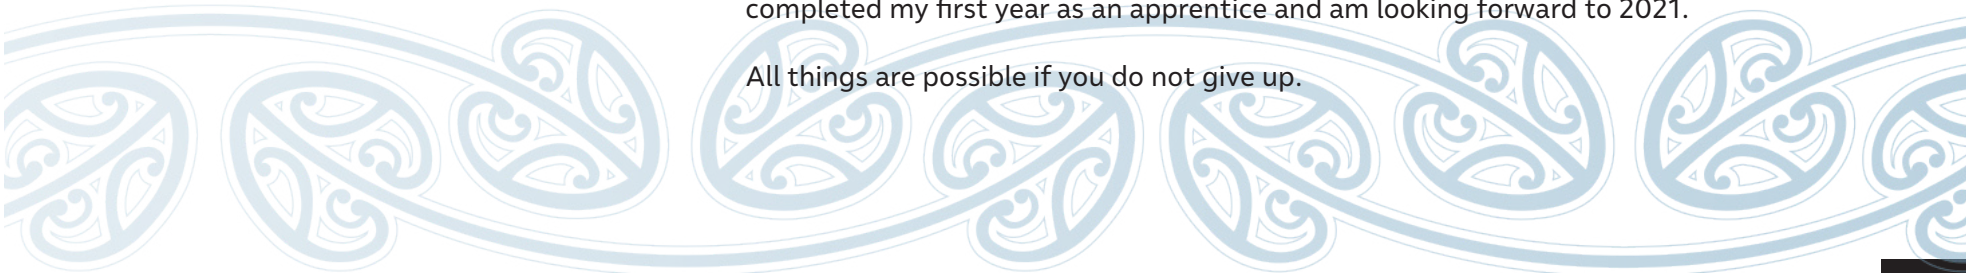 completed my first year as an apprentice and am looking forward to 2021.
All things are possible if you do not give up.